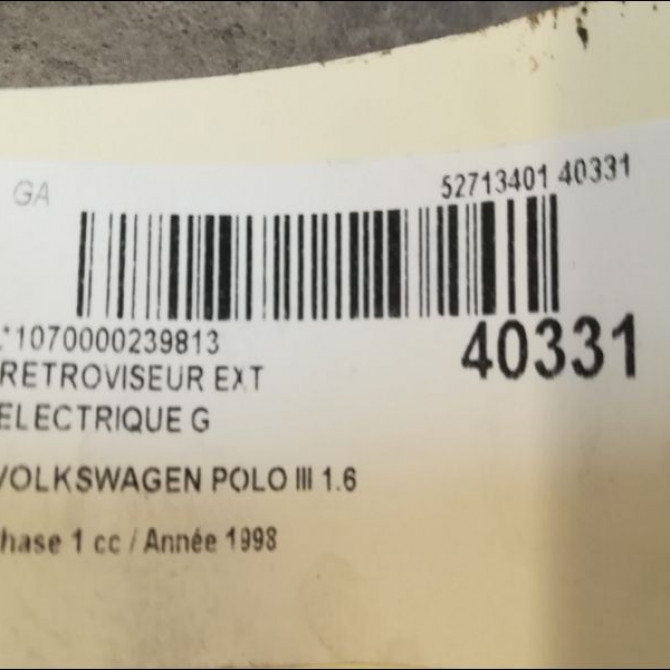 GA
52713401 40331
*1070000239813
40331
RETROVISEUR EXT
ELECTRIQUE G
VOLKSWAGEN POLO III 1.6
hase 1 cc / Année 1998